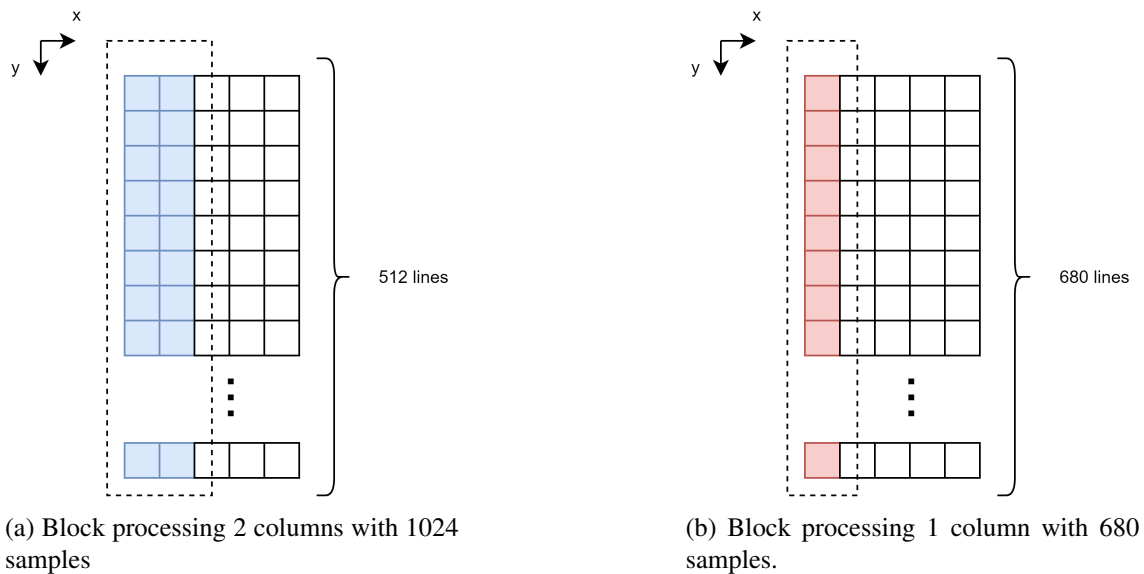 x
y
512 lines
(a) Block processing 2 columns with 1024
samples
x
y
680 lines
(b) Block processing 1 column with 680
samples.